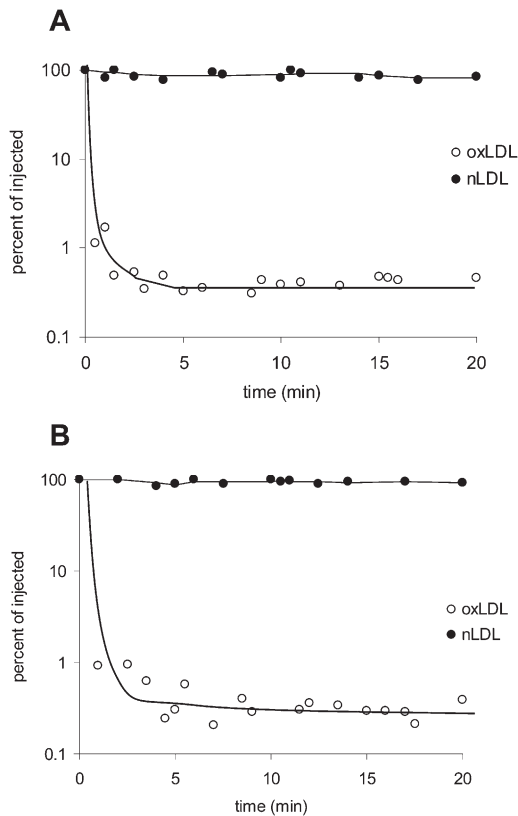 A
percent of injected
100
10
1
0.1
0 5 10 15 20
time (min)
oxLDL
nLDL
B
percent of injected
100
10
1
0.1
0 5 10 15 20
time (min)
oxLDL
nLDL